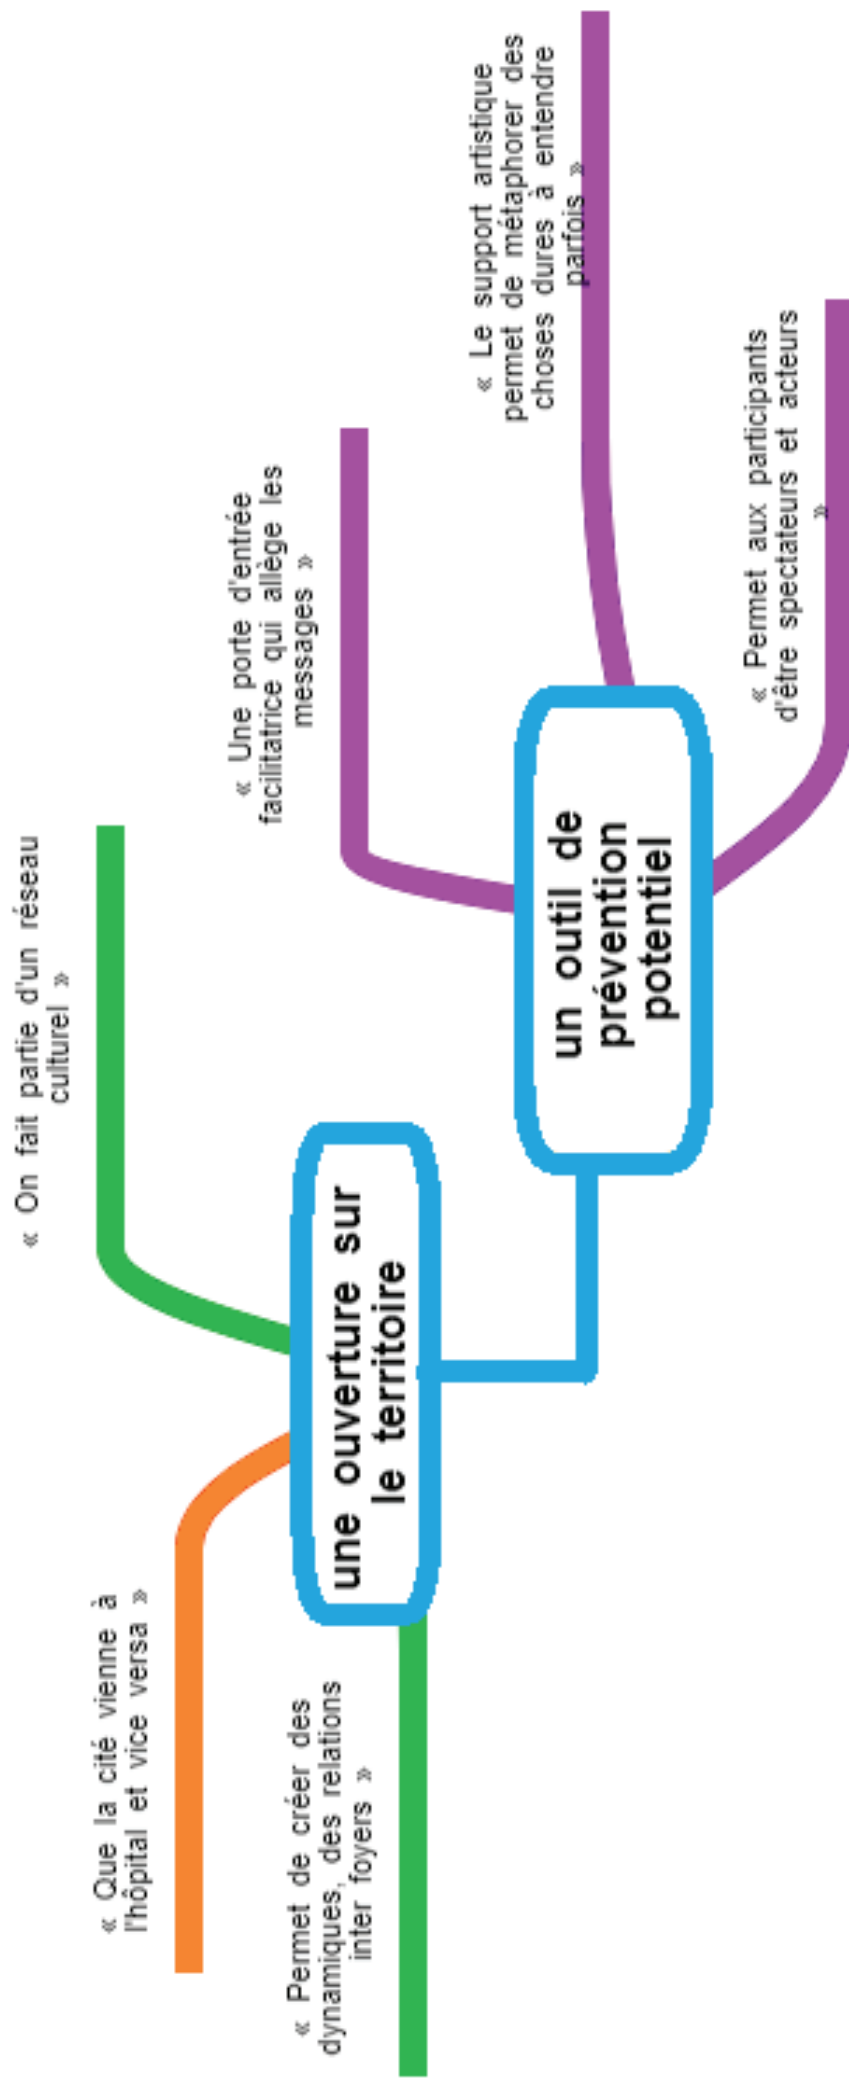 « Que la cité vienne à
l'hôpital et vice versa »
« On fait partie d'un réseau
culturel »
« Permet de créer des
dynamiques, des relations
inter foyers »
une ouverture sur
le territoire
« Une porte d'entrée
facilitatrice qui allège les
messages »
« Le support artistique
permet de métaphorer des
choses dures à entendre
parfois »
un outil de
prévention
potentiel
« Permet aux participants
d'être spectateurs et acteurs
»